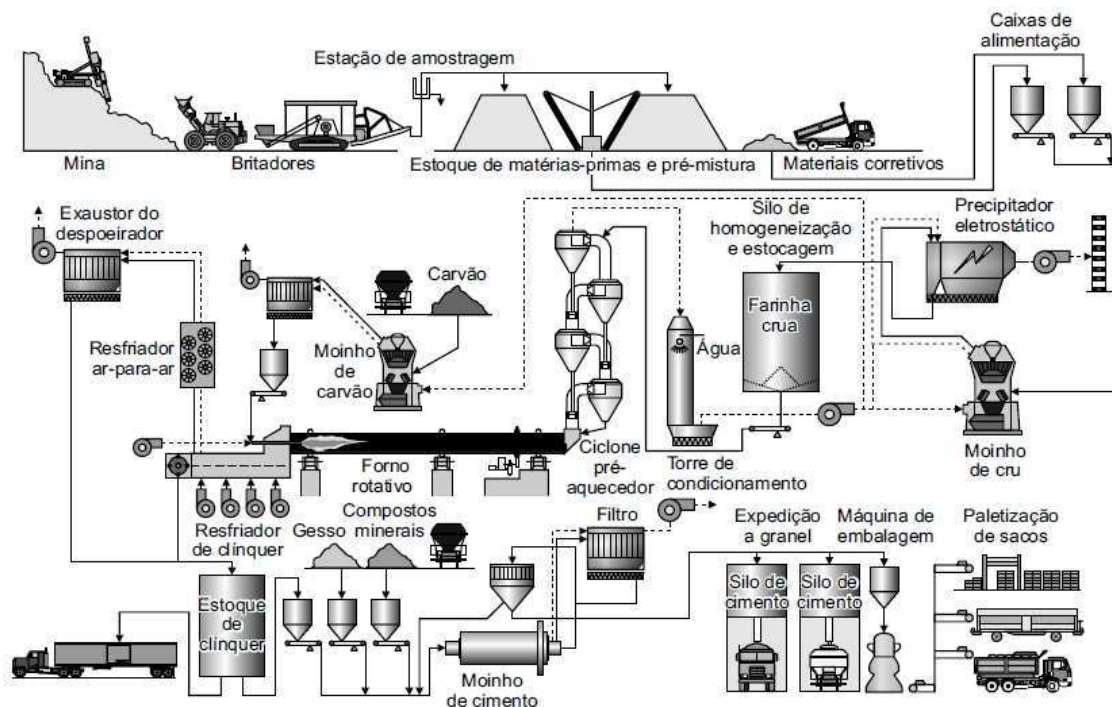 Caixas de
alimentação
Estação de amostragem
Mina
Britadores
Estoque de matérias-primas e pré-mistura
Materiais corretivos
Exaustor do
despoeirador
Carvão
Silo de
homogeneização
e estocagem
Precipitador
eletrostático
Farinha
crua
Resfriador
ar-para-ar
Moinho
de
carvão
Água
Forno
rotativo
Ciclone
pré-
aquecedor
Torre de
condicionamento
Moinho
de cru
Resfriador
de clínquer
Gesso
Compostos
minerais
Filtro
Expedição
a granel
Máquina de
embalagem
Paletização
de sacos
Estoque
de
clínquer
Silo de
cimento
Silo de
cimento
Moinho
de cimento